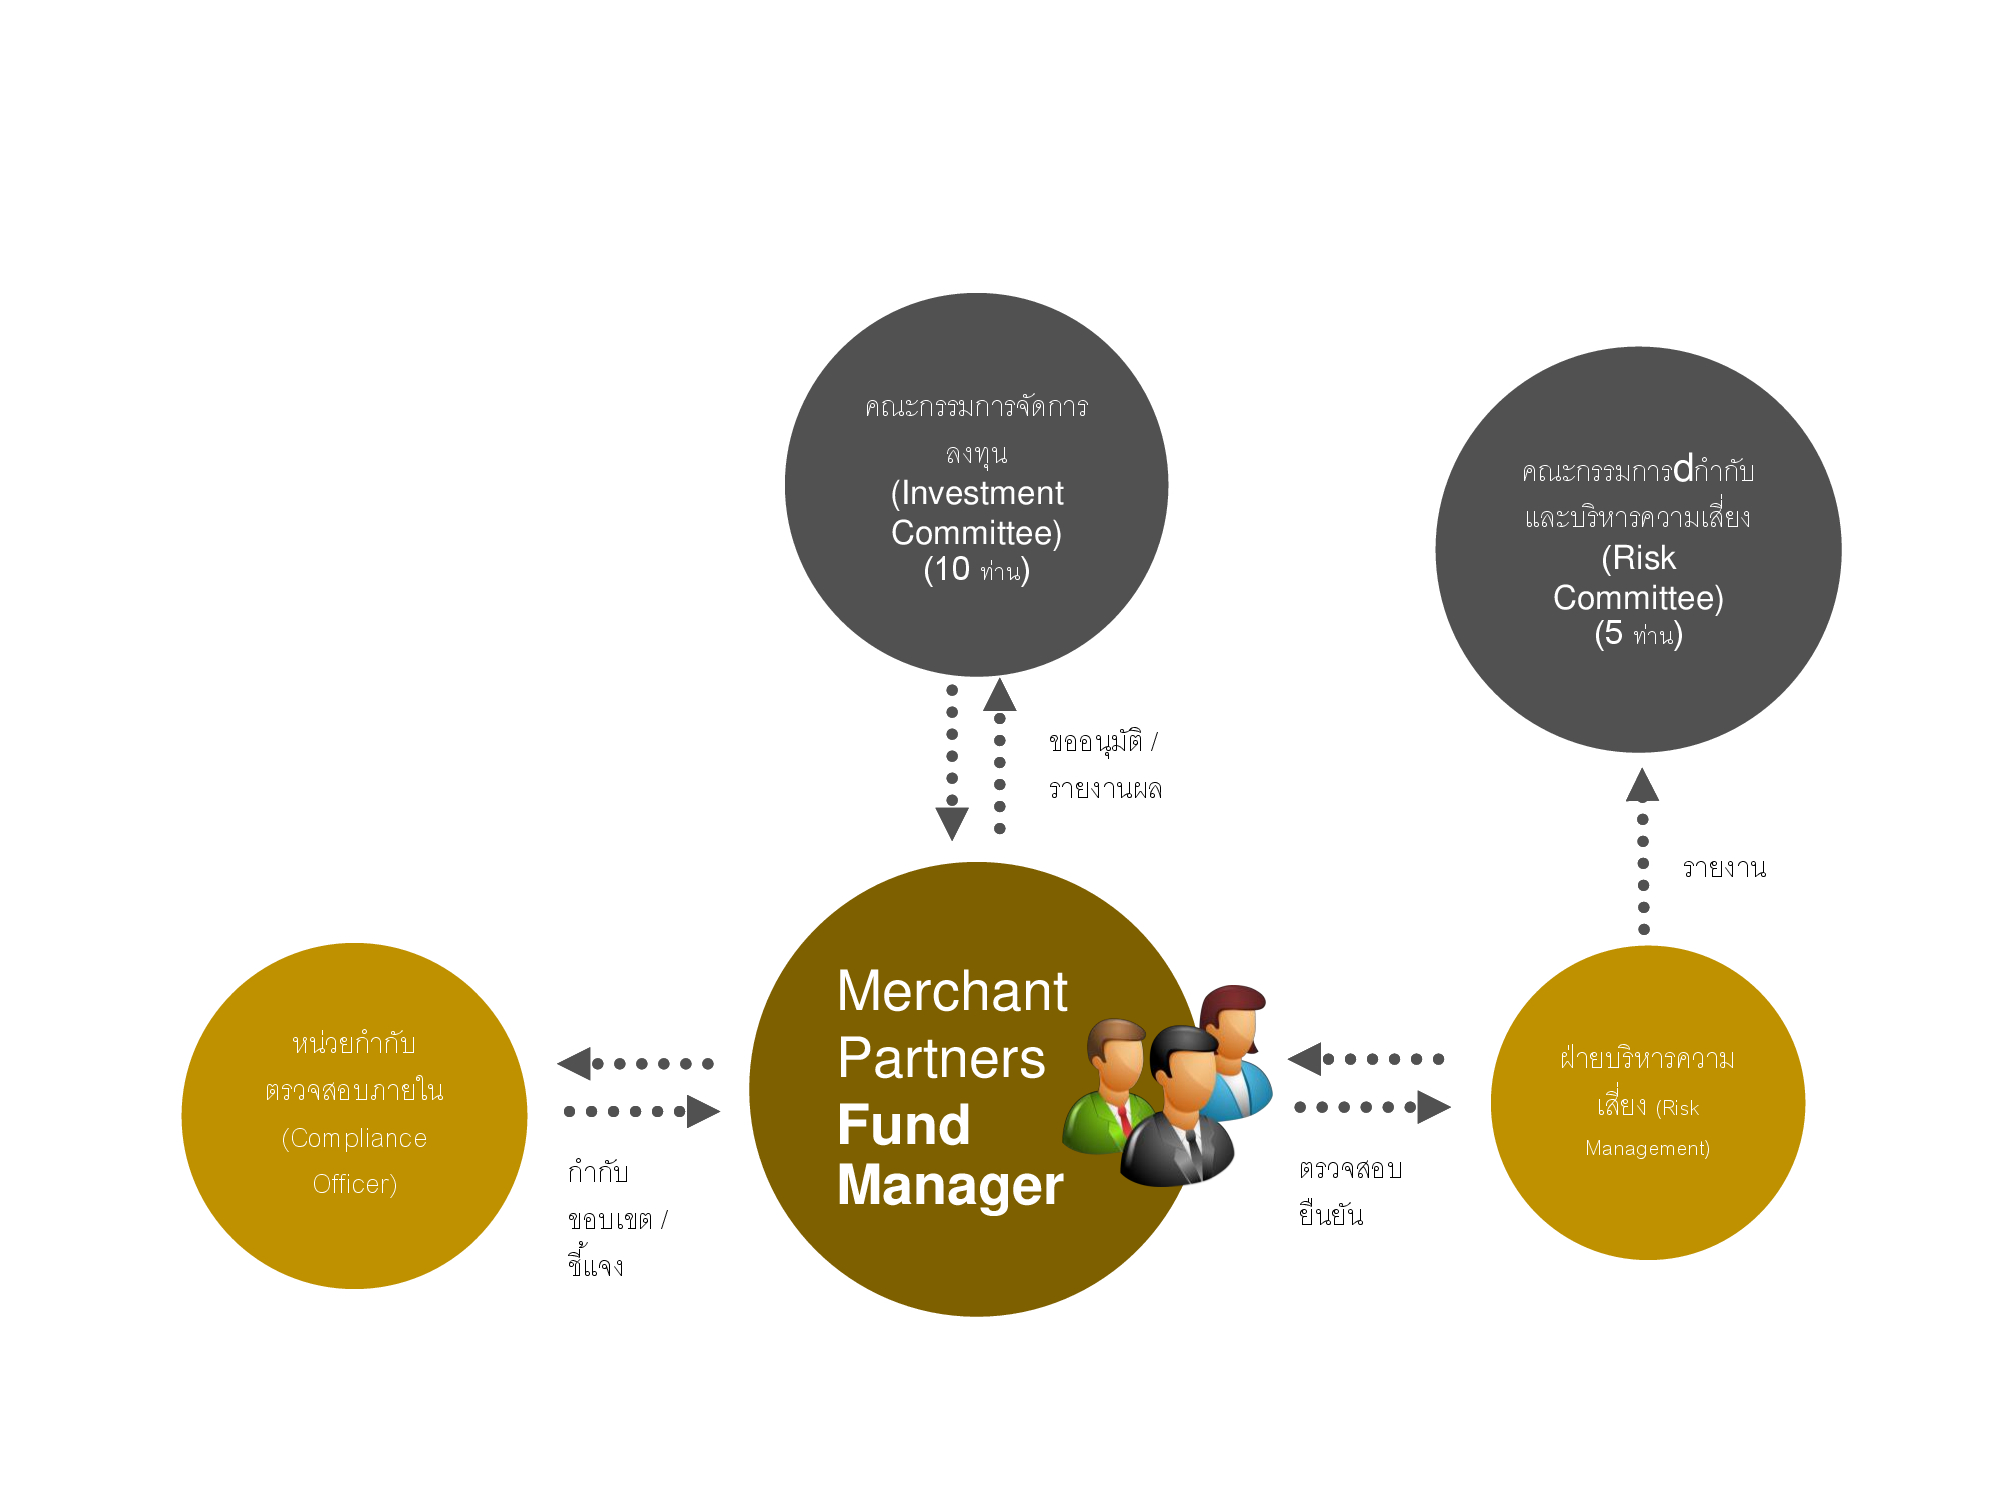 คณะกรรมการจัดการ
ลงทุน
(Investment
Committee)
(10 ท่าน)
คณะกรรมการdกำกับ
และบริหารความเสี่ยง
(Risk
Committee)
(5 ท่าน)
ขออนุมัติ /
รายงานผล
รายงาน
หน่วยกำกับ
ตรวจสอบภายใน
(Compliance
Officer)
กำกับ
ขอบเขต /
ชี้แจง
Merchant
Partners
Fund
Manager
ตรวจสอบ
ยืนยัน
ฝ่ายบริหารความ
เสี่ยง (Risk
Management)